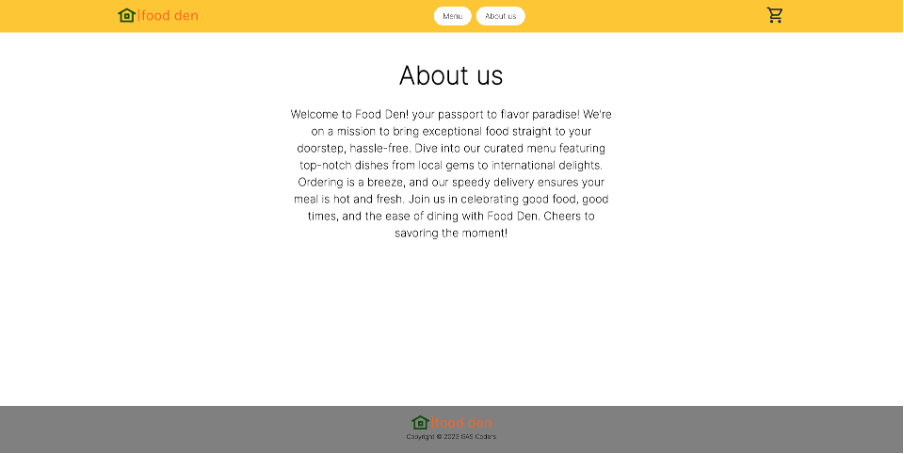 food den
Menu
About us
About us
Welcome to Food Den! your passport to flavor paradise! We're
on a mission to bring exceptional food straight to your
doorstep, hassle-free. Dive into our curated menu featuring
top-notch dishes from local gems to international delights.
Ordering is a breeze, and our speedy delivery ensures your
meal is hot and fresh. Join us in celebrating good food, good
times, and the ease of dining with Food Den. Cheers to
savoring the moment!
food den
Copyright © 2023 GAS Coders